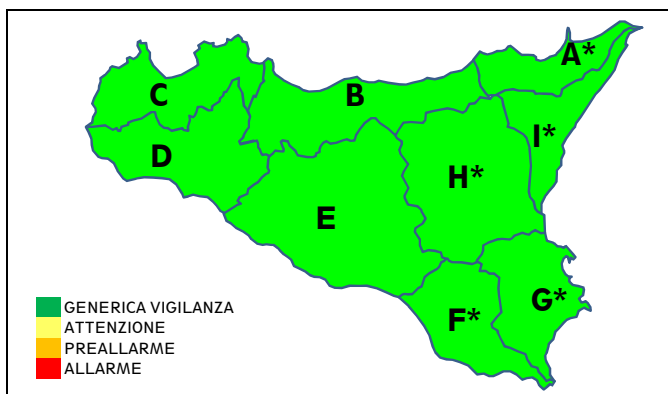 A*
C
B
I*
D
H*
E
G*
F*
GENERICA VIGILANZA
ATTENZIONE
PREALLARME
ALLARME